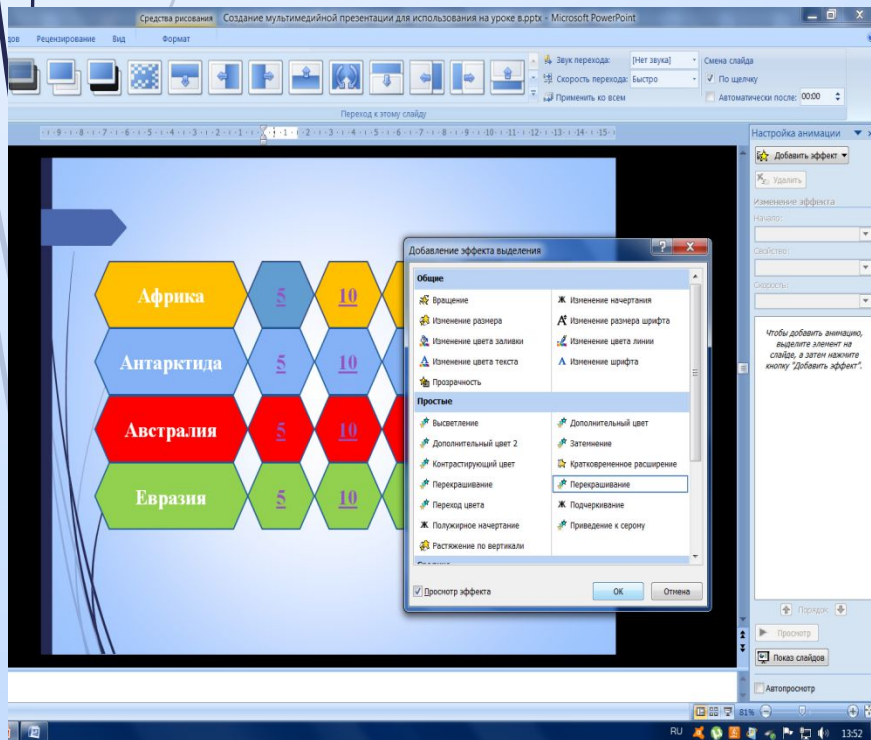 Средства рисования
Создание мультимедийной презентации для использования на уроке в.pptx - Microsoft PowerPoint
Рецензирование Вид Формат
Звук перехода: [Нет звука]
Скорость перехода: Быстро
Применить ко всем
Смена слайда
По щелчку
Автоматически после: 00:00
Переход к этому слайду
Настройка анимации
Добавить эффект
Удалить
Изменение эффекта
Начало:
Свойство:
Скорость:
Чтобы добавить анимацию,
выделите элемент на
слайде, а затем нажмите
кнопку "Добавить эффект".
Порядок
Просмотр
Показ слайдов
Автопросмотр
Африка 5 10
Антарктида 5 10
Австралия 5 10
Евразия 5 10
Добавление эффекта выделения
Общие
Вращение
Изменение начертания
Изменение размера
Изменение размера шрифта
Изменение цвета заливки
Изменение цвета линии
Изменение цвета текста
Изменение шрифта
Прозрачность
Простые
Высветление
Дополнительный цвет
Дополнительный цвет 2
Затемнение
Контрастирующий цвет
Кратковременное расширение
Перекрашивание
Перекрашивание
Переход цвета
Подчеркивание
Полужирное начертание
Приведение к серому
Растяжение по вертикали
Просмотр эффекта
ОК
Отмена
81%
RU
13:52